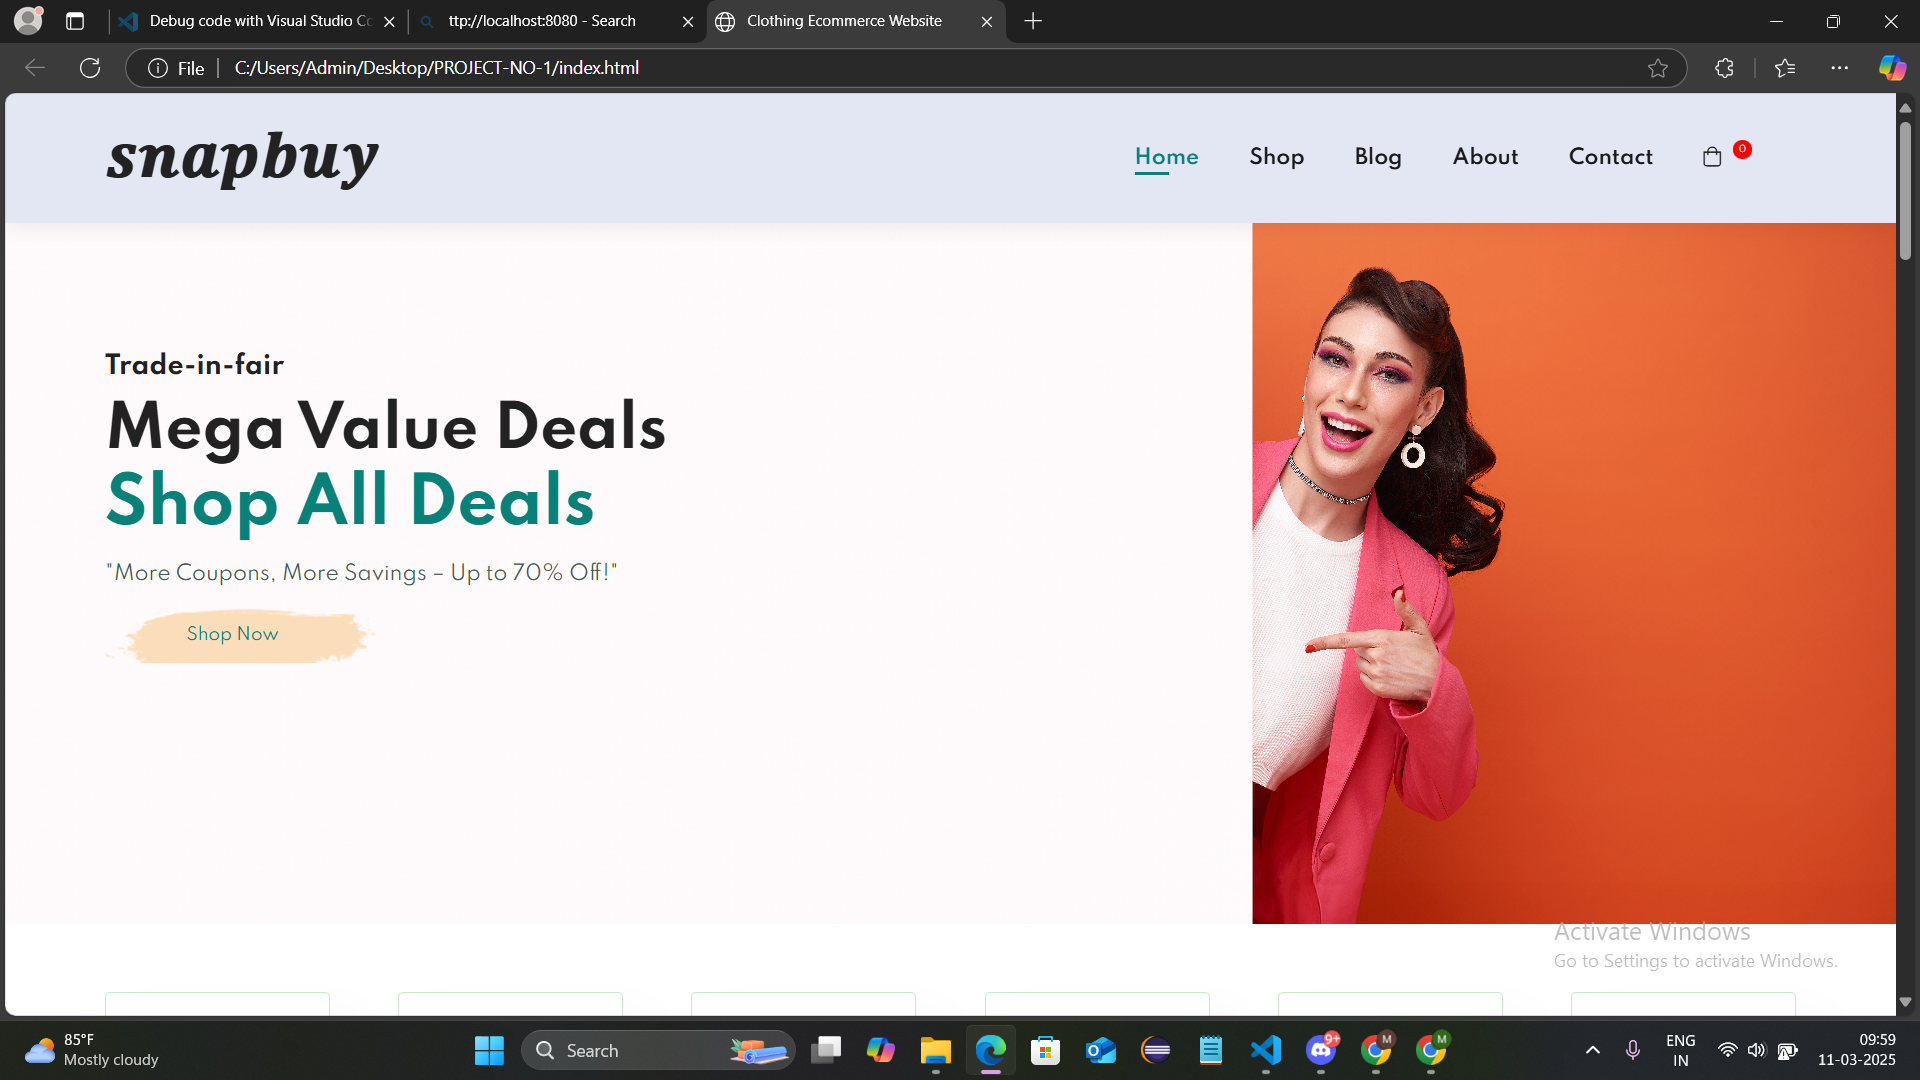 Debug code with Visual Studio Co
ttp://localhost:8080 - Search
Clothing Ecommerce Website
File
C:/Users/Admin/Desktop/PROJECT-NO-1/index.html
snapbuy
Home
Shop
Blog
About
Contact
0
Trade-in-fair
Mega Value Deals
Shop All Deals
"More Coupons, More Savings – Up to 70% Off!"
Shop Now
Activate Windows
Go to Settings to activate Windows.
85°F
Mostly cloudy
Search
9+
M
M
ENG
IN
09:59
11-03-2025